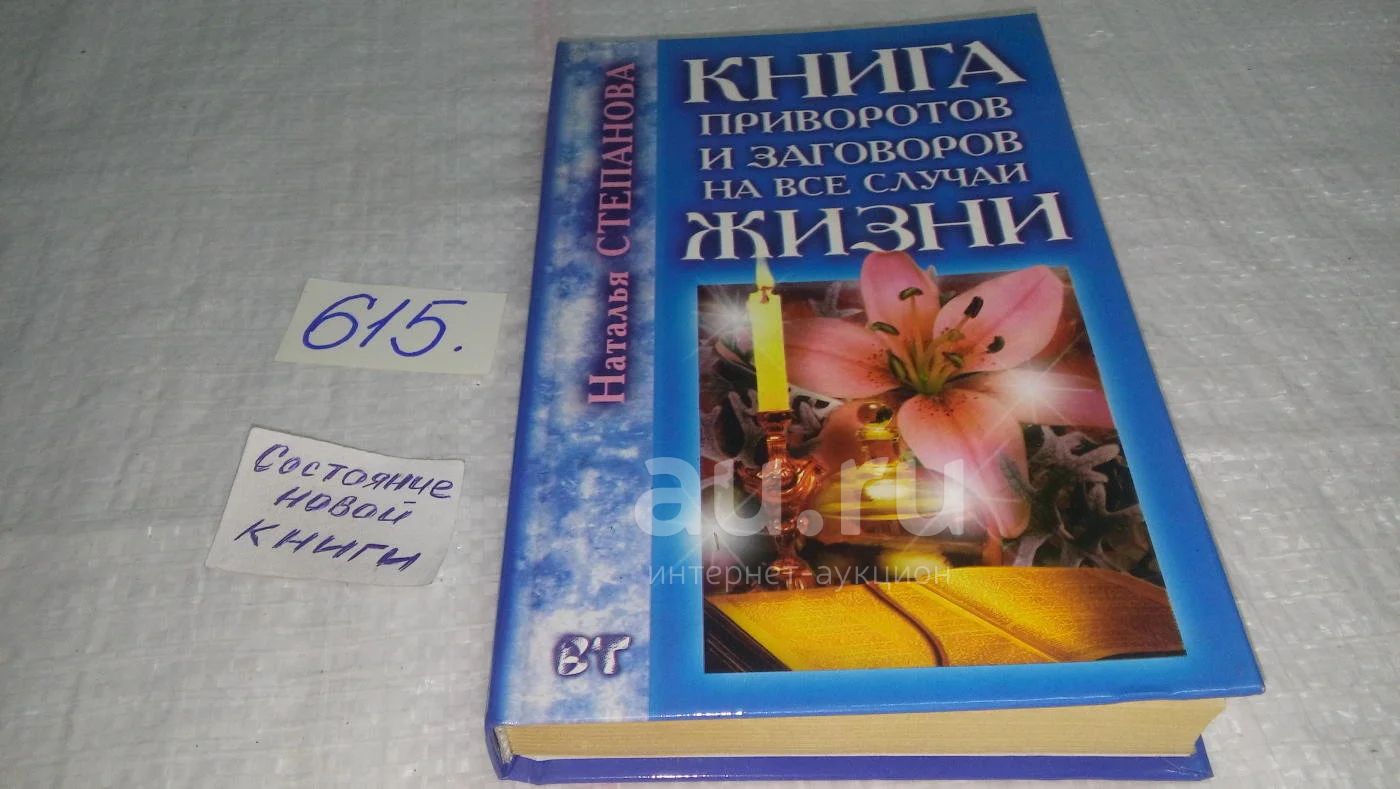 КНИГА
ПРИВОРОТОВ
И ЗАГОВОРОВ
НА ВСЕ СЛУЧАИ
ЖИЗНИ
Наталья СТЕПАНОВА
615.
Состояние
новой
книги
au.ru
интернет аукцион
ВТ